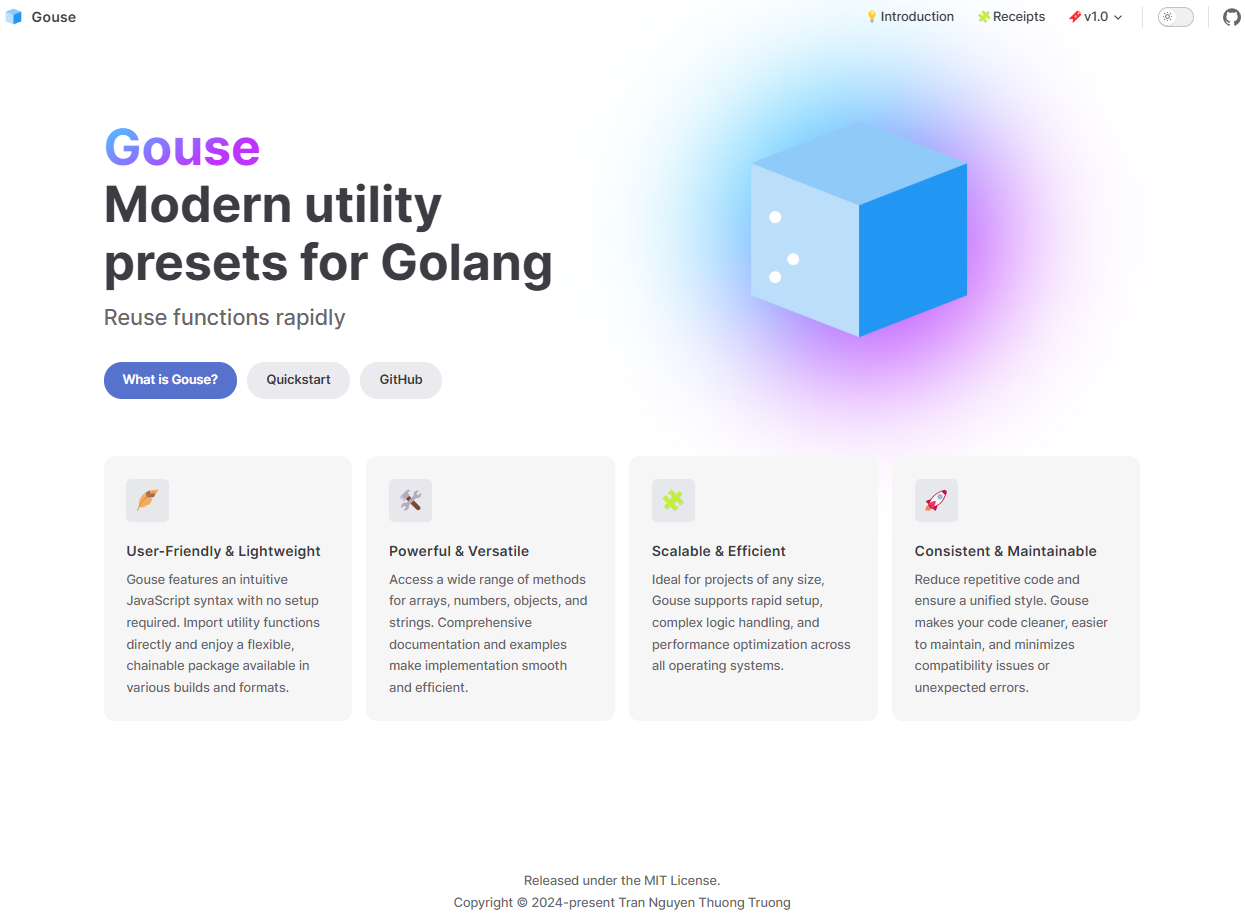 Gouse
Introduction
Receipts
v1.0
Gouse
Modern utility
presets for Golang
Reuse functions rapidly
What is Gouse?
Quickstart
GitHub
User-Friendly & Lightweight
Gouse features an intuitive
JavaScript syntax with no setup
required. Import utility functions
directly and enjoy a flexible,
chainable package available in
various builds and formats.
Powerful & Versatile
Access a wide range of methods
for arrays, numbers, objects, and
strings. Comprehensive
documentation and examples
make implementation smooth
and efficient.
Scalable & Efficient
Ideal for projects of any size,
Gouse supports rapid setup,
complex logic handling, and
performance optimization across
all operating systems.
Consistent & Maintainable
Reduce repetitive code and
ensure a unified style. Gouse
makes your code cleaner, easier
to maintain, and minimizes
compatibility issues or
unexpected errors.
Released under the MIT License.
Copyright © 2024-present Tran Nguyen Thuong Truong